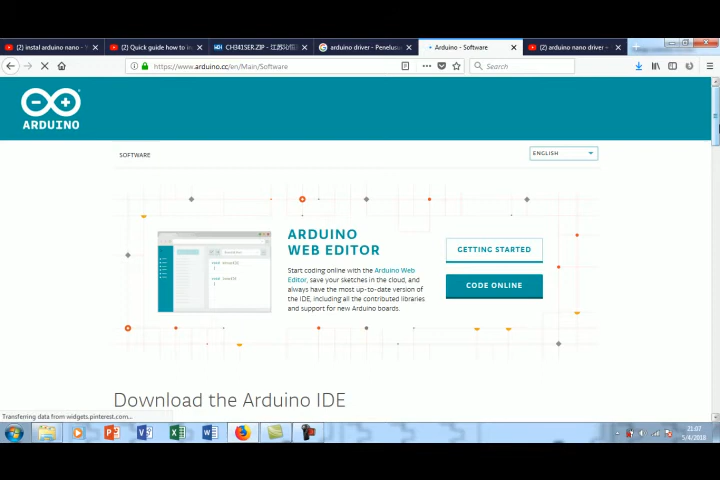 (2) instal arduino nano - Y
(2) Quick guide how to in
CH341SER.ZIP -
arduino driver - Penelusu
Arduino - Software
(2) arduino nano driver -
https://www.arduino.cc/en/Main/Software
Search
ARDUINO
SOFTWARE
ENGLISH
ARDUINO
WEB EDITOR
Start coding online with the Arduino Web
Editor, save your sketches in the cloud, and
always have the most up-to-date version of
the IDE, including all the contributed libraries
and support for new Arduino boards.
GETTING STARTED
CODE ONLINE
Download the Arduino IDE
Transferring data from widgets.pinterest.com...
21:07
5/4/2018